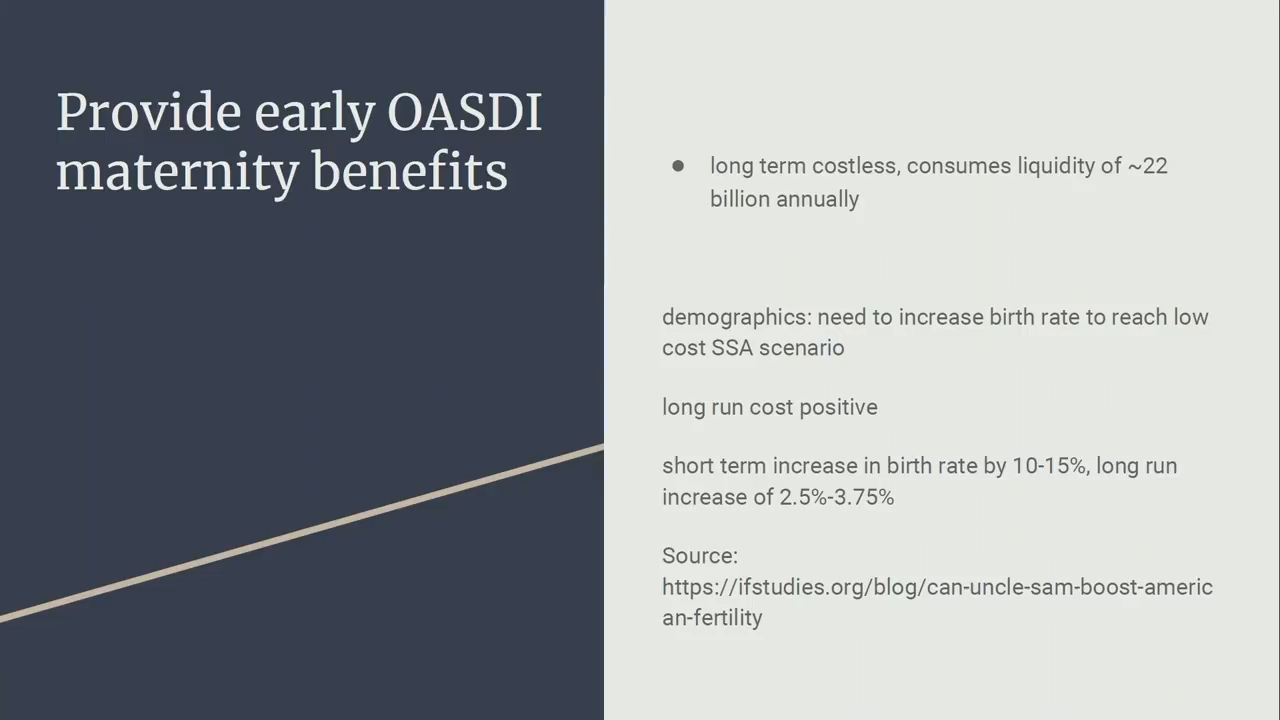 Provide early OASDI
maternity benefits
● long term costless, consumes liquidity of ~22
billion annually
demographics: need to increase birth rate to reach low
cost SSA scenario
long run cost positive
short term increase in birth rate by 10-15%, long run
increase of 2.5%-3.75%
Source:
https://ifstudies.org/blog/can-uncle-sam-boost-americ
an-fertility